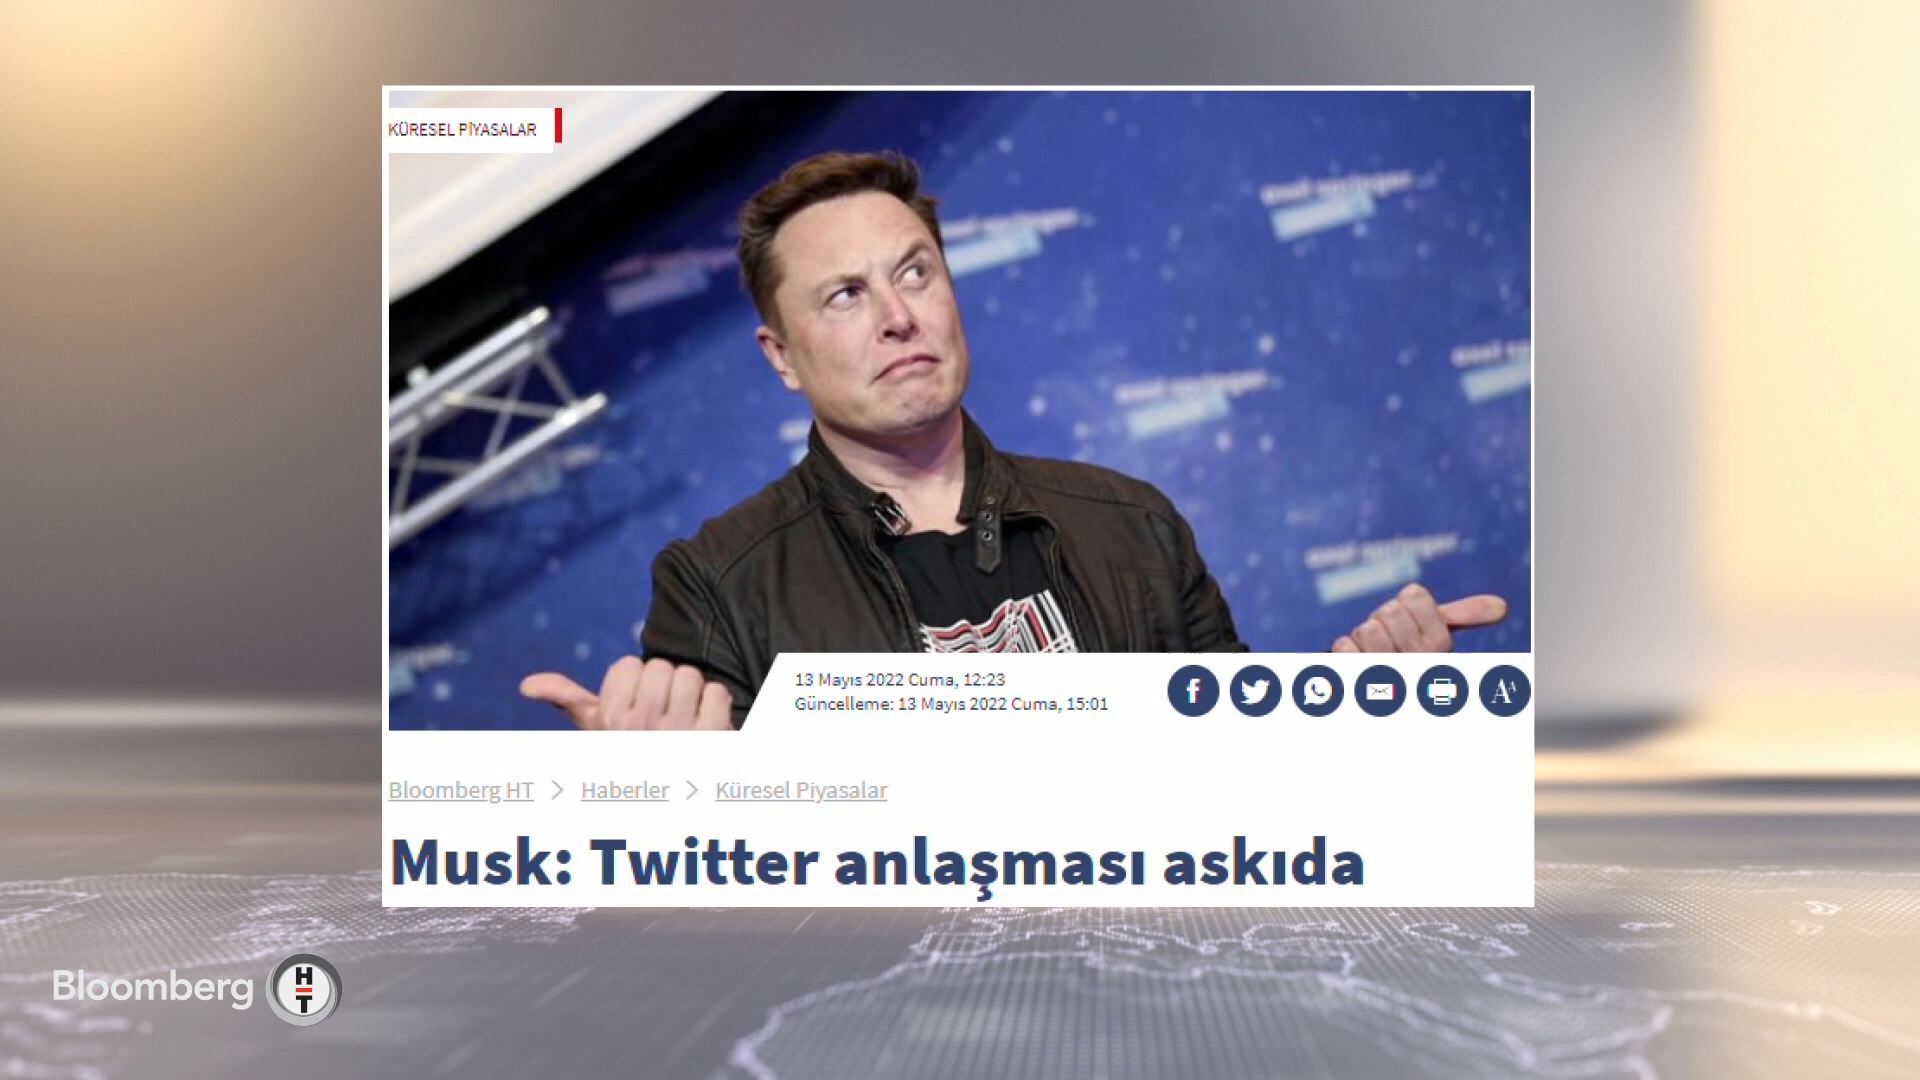 KÜRESEL PİYASALAR
13 Mayıs 2022 Cuma, 12:23
Güncelleme: 13 Mayıs 2022 Cuma, 15:01
Bloomberg HT > Haberler > Küresel Piyasalar
Musk: Twitter anlaşması askıda
Bloomberg HT